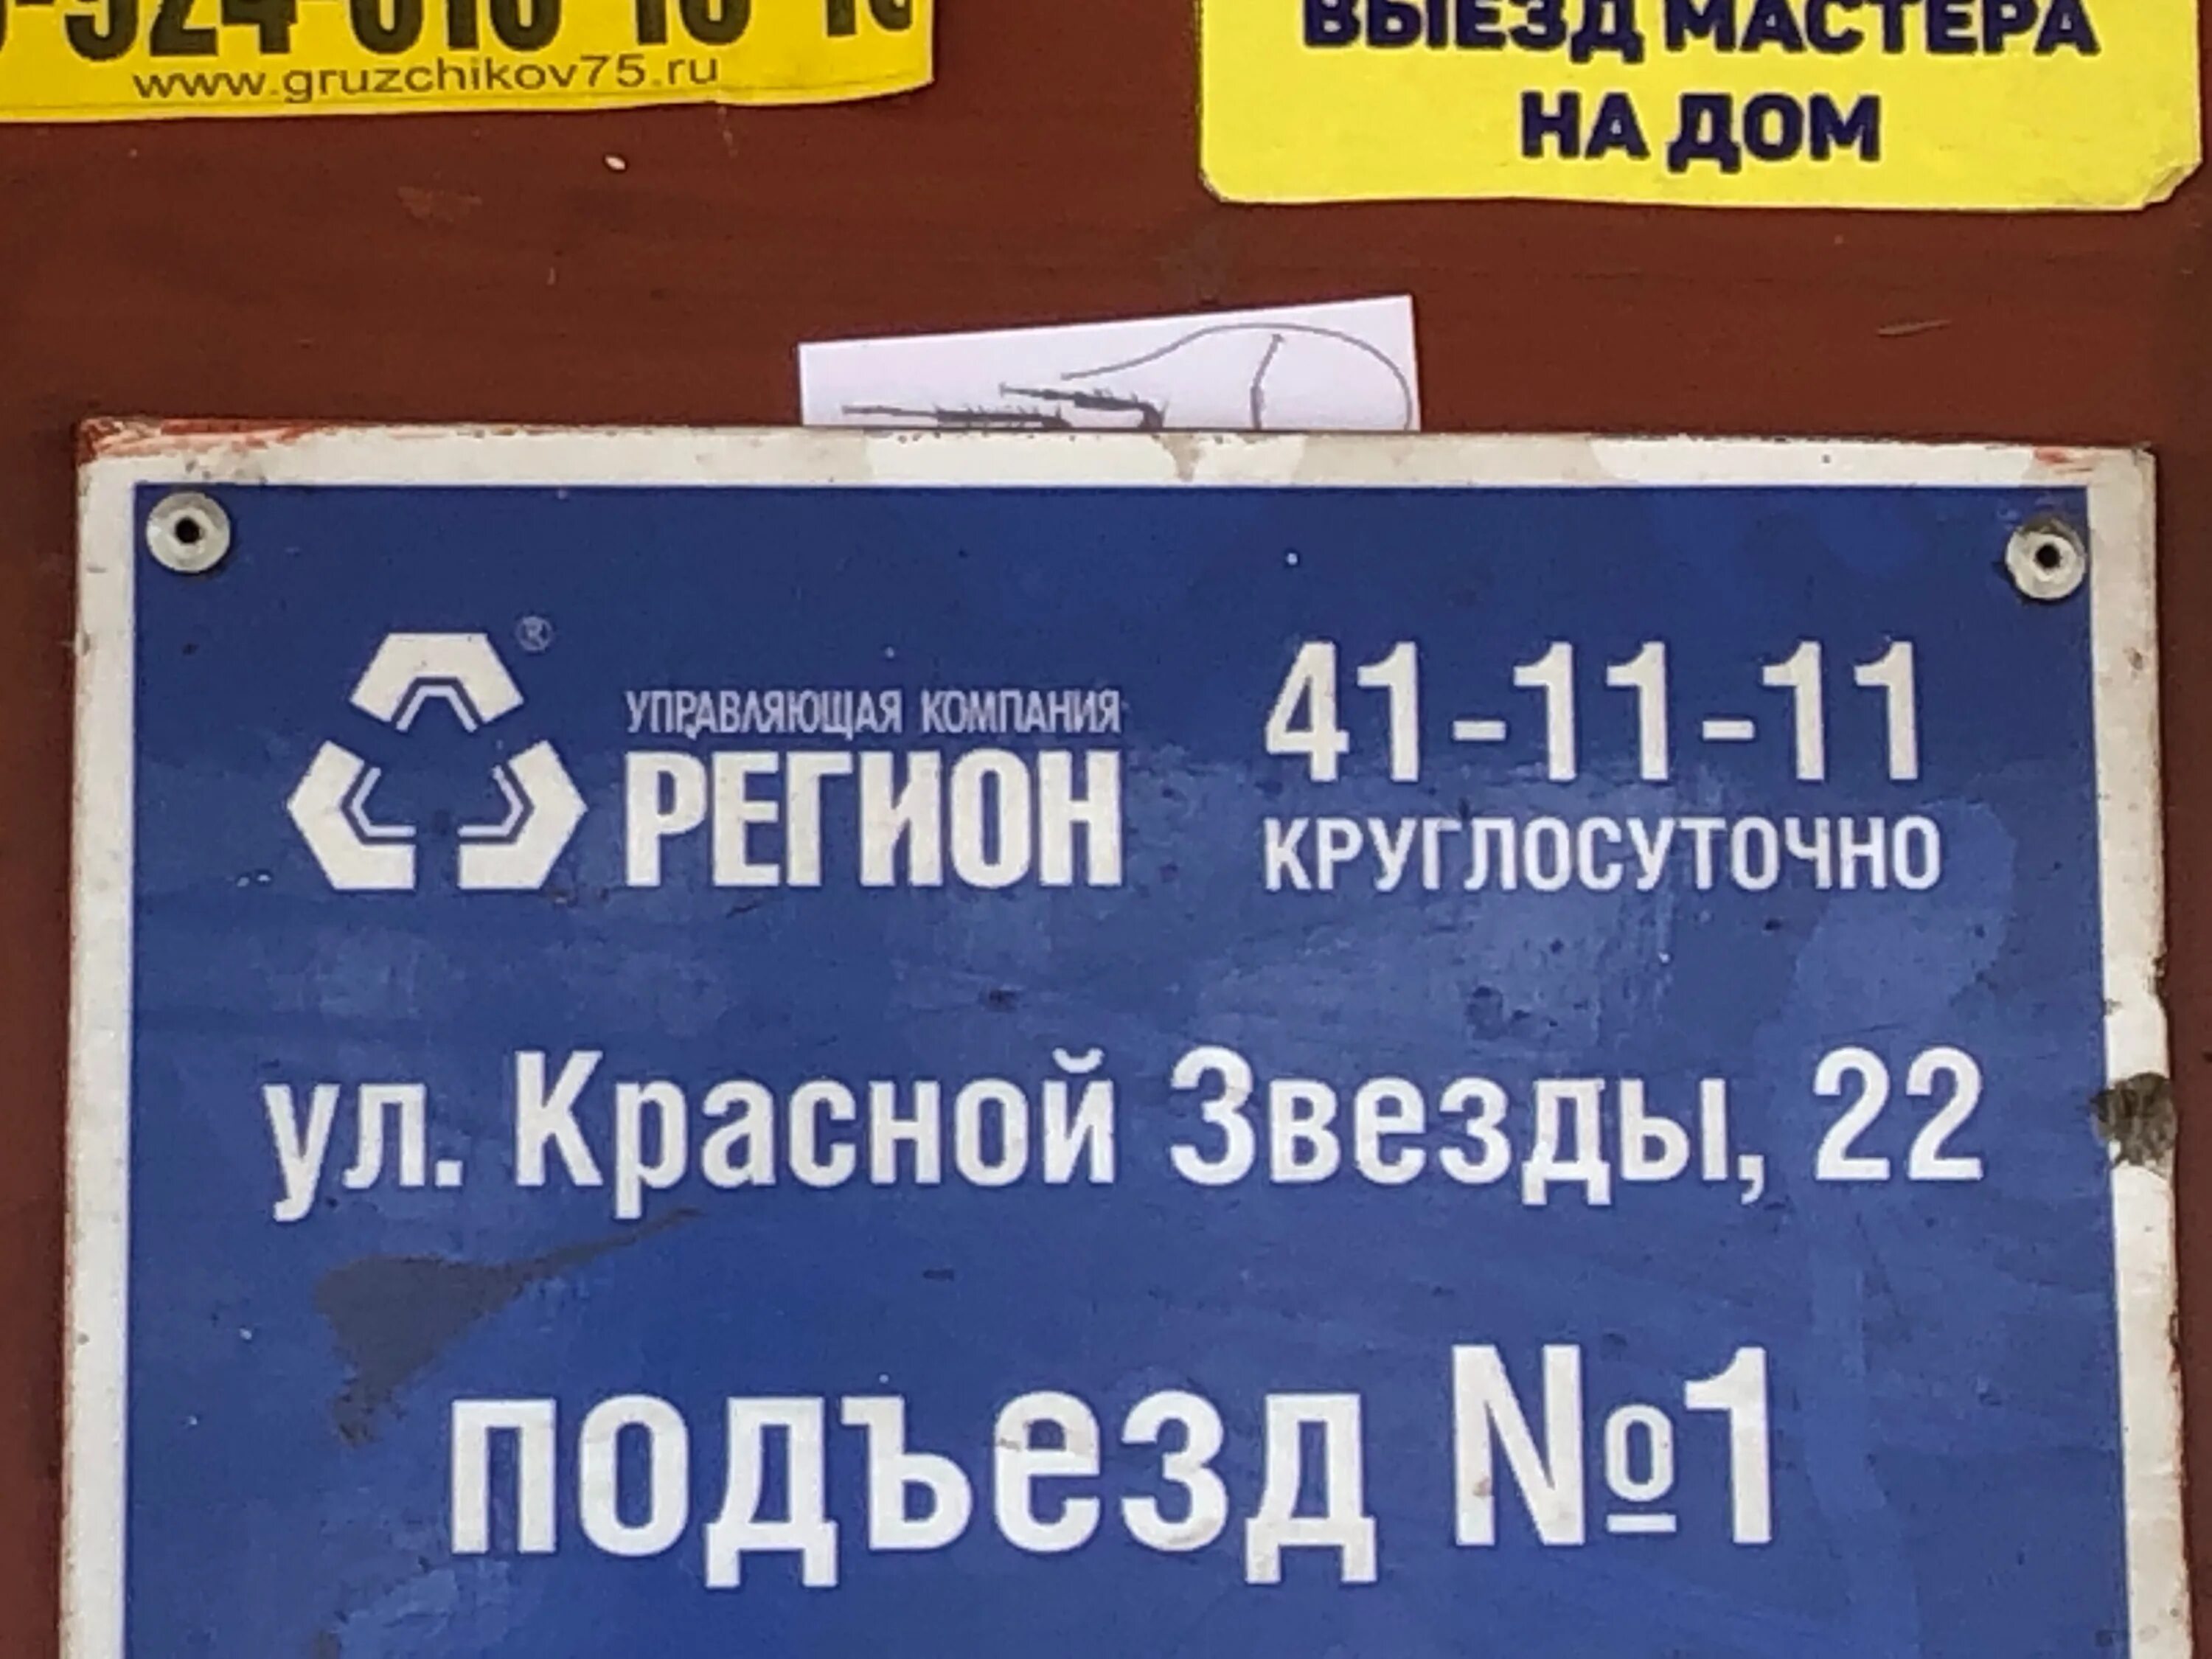 www.gruzchikov75.ru
ВЫЕЗД МАСТЕРА
НА ДОМ
®
УПРАВЛЯЮЩАЯ КОМПАНИЯ
РЕГИОН
41-11-11
КРУГЛОСУТОЧНО
ул. Красной Звезды, 22
подъезд №1